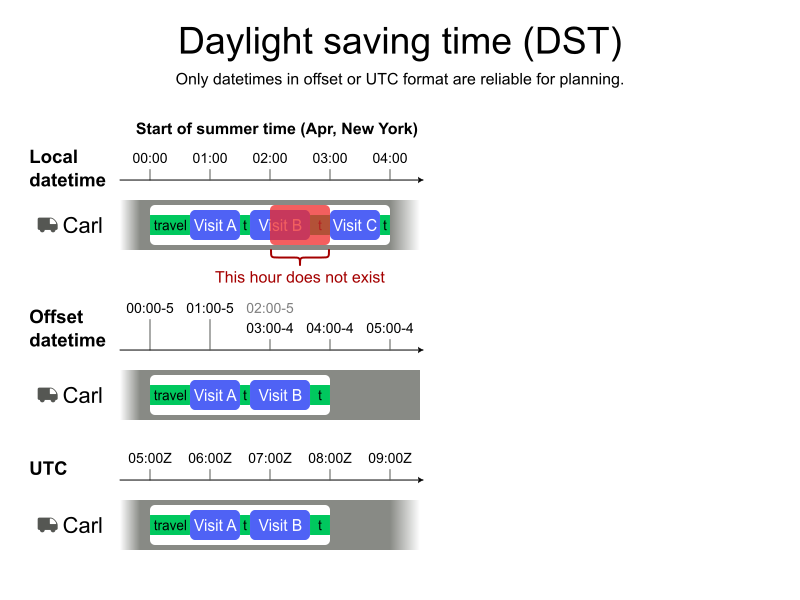 Daylight saving time (DST)
Only datetimes in offset or UTC format are reliable for planning.
Start of summer time (Apr, New York)
Local
datetime
00:00 01:00 02:00 03:00 04:00
Carl
travel Visit A t Visit B t Visit C t
This hour does not exist
Offset
datetime
00:00-5 01:00-5 02:00-5
03:00-4 04:00-4 05:00-4
Carl
travel Visit A t Visit B t
UTC
05:00Z 06:00Z 07:00Z 08:00Z 09:00Z
Carl
travel Visit A t Visit B t